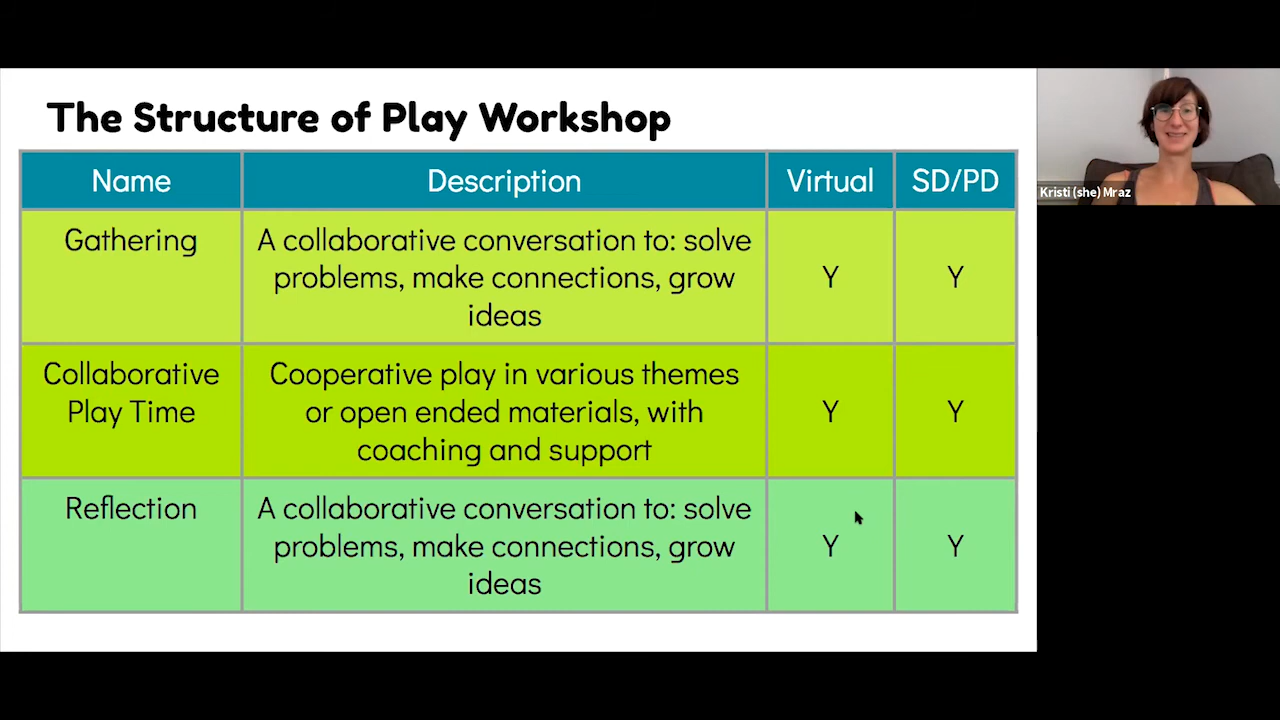 The Structure of Play Workshop
Name Description Virtual SD/PD
Gathering
A collaborative conversation to: solve
problems, make connections, grow
ideas
Y
Y
Collaborative
Play Time
Cooperative play in various themes
or open ended materials, with
coaching and support
Y
Y
Reflection
A collaborative conversation to: solve
problems, make connections, grow
ideas
Y
Y
Kristi (she) Mraz